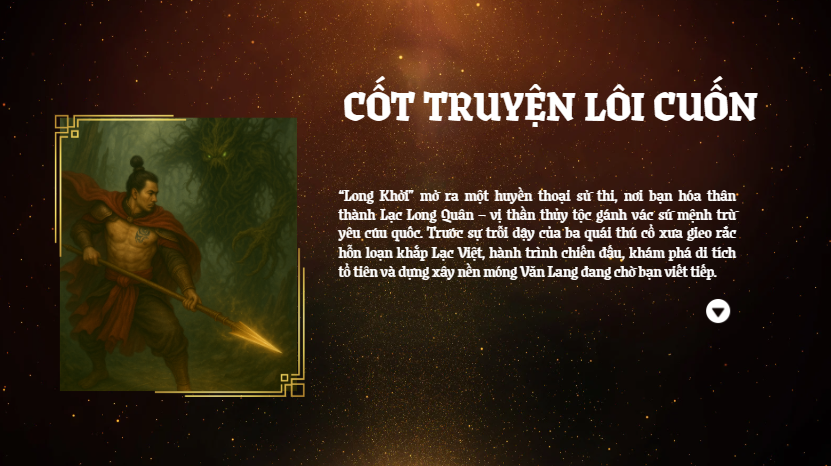 CỐT TRUYỆN LÔI CUỐN
“Long Khởi” mở ra một huyền thoại sử thi, nơi bạn hóa thân
thành Lạc Long Quân – vị thần thủy tộc gánh vác sứ mệnh trừ
yêu cứu quốc. Trước sự trỗi dậy của ba quái thú cổ xưa gieo rắc
hỗn loạn khắp Lạc Việt, hành trình chiến đấu, khám phá di tích
tổ tiên và dựng xây nền móng Văn Lang đang chờ bạn viết tiếp.